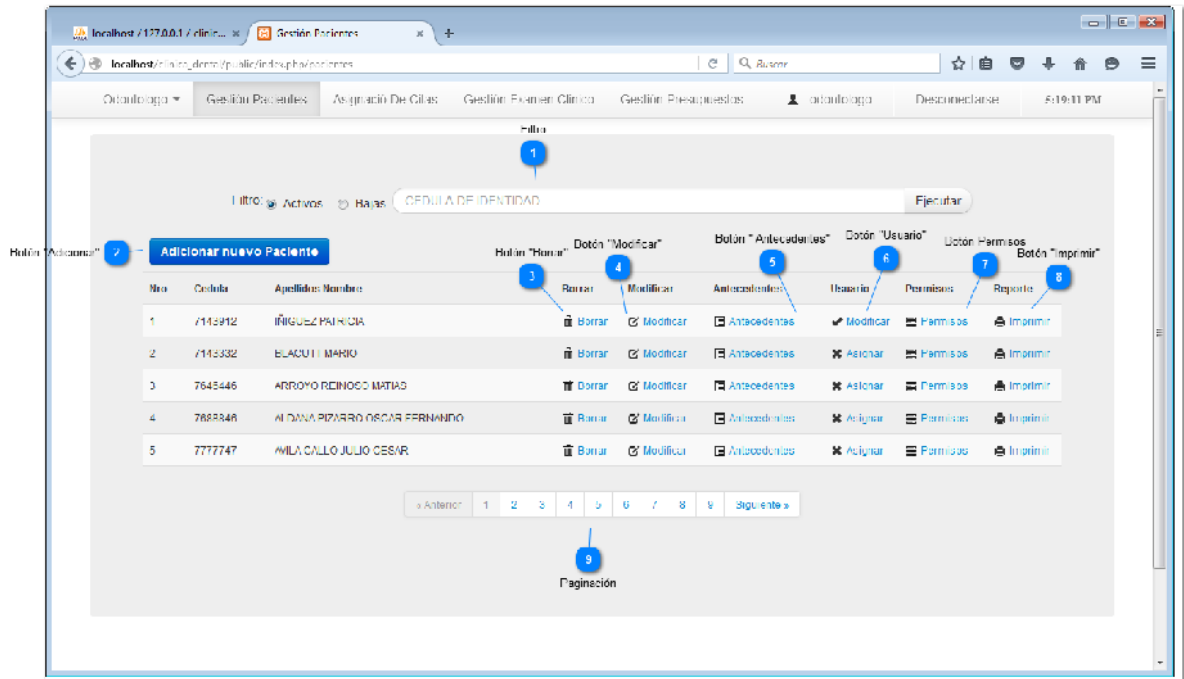 localhost / 127.0.0.1 / clinic... × Gestión Pacientes × +
localhost/clinica_dental/public/index.php/pacientes Buscar
Odontologo Gestión Pacientes Asignació De Citas Gestión Examen Clinico Gestión Presupuestos odontologo Desconectarse 5:19:11 PM
Filtro
1
Filtro: Activos Bajas CEDULA DE IDENTIDAD Ejecutar
Botón "Adicionar" 2 Adicionar nuevo Paciente
Botón "Borrar" Botón "Modificar" Botón "Antecedentes" Botón "Usuario" Botón Permisos Botón "Imprimir"
3 4 5 6 7 8
Nro Cedula Apellidos Nombre Borrar Modificar Antecedentes Usuario Permisos Reporte
1 7143912 IÑIGUEZ PATRICIA Borrar Modificar Antecedentes Modificar Permisos Imprimir
2 7143332 BLACUTT MARIO Borrar Modificar Antecedentes Asignar Permisos Imprimir
3 7645446 ARROYO REINOSO MATIAS Borrar Modificar Antecedentes Asignar Permisos Imprimir
4 7688846 ALDANA PIZARRO OSCAR FERNANDO Borrar Modificar Antecedentes Asignar Permisos Imprimir
5 7777747 AVILA CALLO JULIO CESAR Borrar Modificar Antecedentes Asignar Permisos Imprimir
« Anterior 1 2 3 4 5 6 7 8 9 Siguiente »
9
Paginación